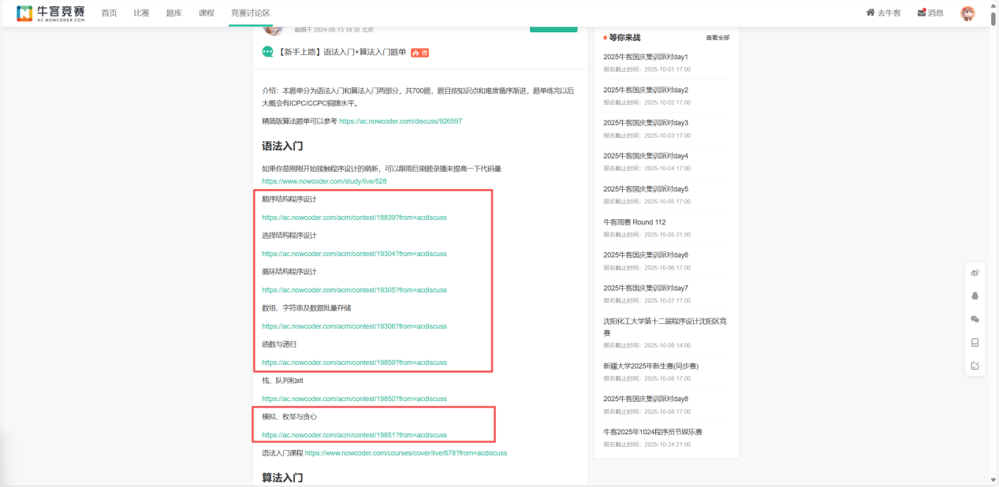 牛客竞赛
AC.NOWCODER.COM
首页 比赛 题库 课程 竞赛讨论区 去牛客 消息
编辑于 2024-08-13 18:30 北京
【新手上路】语法入门+算法入门题单 烫
介绍：本题单分为语法入门和算法入门两部分，共700题，题目按知识点和难度循序渐进，题单练完以后
大概会有ICPC/CCPC铜牌水平。
精简版算法题单可以参考 https://ac.nowcoder.com/discuss/926597
语法入门
如果你是刚刚开始接触程序设计的萌新，可以跟雨巨刷题录播来提高一下代码量
https://www.nowcoder.com/study/live/528
顺序结构程序设计
https://ac.nowcoder.com/acm/contest/18839?from=acdiscuss
选择结构程序设计
https://ac.nowcoder.com/acm/contest/19304?from=acdiscuss
循环结构程序设计
https://ac.nowcoder.com/acm/contest/19305?from=acdiscuss
数组、字符串及数据批量存储
https://ac.nowcoder.com/acm/contest/19306?from=acdiscuss
函数与递归
https://ac.nowcoder.com/acm/contest/19859?from=acdiscuss
栈、队列和stl
https://ac.nowcoder.com/acm/contest/19850?from=acdiscuss
模拟、枚举与贪心
https://ac.nowcoder.com/acm/contest/19851?from=acdiscuss
语法入门课程 https://www.nowcoder.com/courses/cover/live/678?from=acdiscuss
算法入门
等你来战 查看全部
2025牛客国庆集训派对day1
报名截止时间：2025-10-01 17:00
2025牛客国庆集训派对day2
报名截止时间：2025-10-02 17:00
2025牛客国庆集训派对day3
报名截止时间：2025-10-03 17:00
2025牛客国庆集训派对day4
报名截止时间：2025-10-04 17:00
2025牛客国庆集训派对day5
报名截止时间：2025-10-05 17:00
牛客周赛 Round 112
报名截止时间：2025-10-05 21:00
2025牛客国庆集训派对day6
报名截止时间：2025-10-06 17:00
2025牛客国庆集训派对day7
报名截止时间：2025-10-07 17:00
沈阳化工大学第十二届程序设计沈阳区竞
赛
报名截止时间：2025-10-08 14:00
新疆大学2025年新生赛(同步赛)
报名截止时间：2025-10-08 17:00
2025牛客国庆集训派对day8
报名截止时间：2025-10-08 17:00
牛客2025年1024程序员节娱乐赛
报名截止时间：2025-10-24 21:00